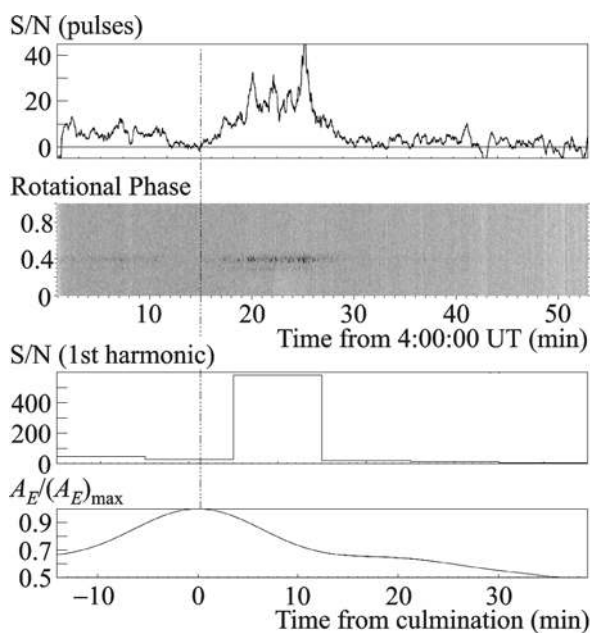 S/N (pulses)
40
20
0
Rotational Phase
0.8
0.4
0
10 20 30 40 50
Time from 4:00:00 UT (min)
S/N (1st harmonic)
400
200
0
A_E/(A_E)_max
0.9
0.7
0.5
−10 0 10 20 30
Time from culmination (min)